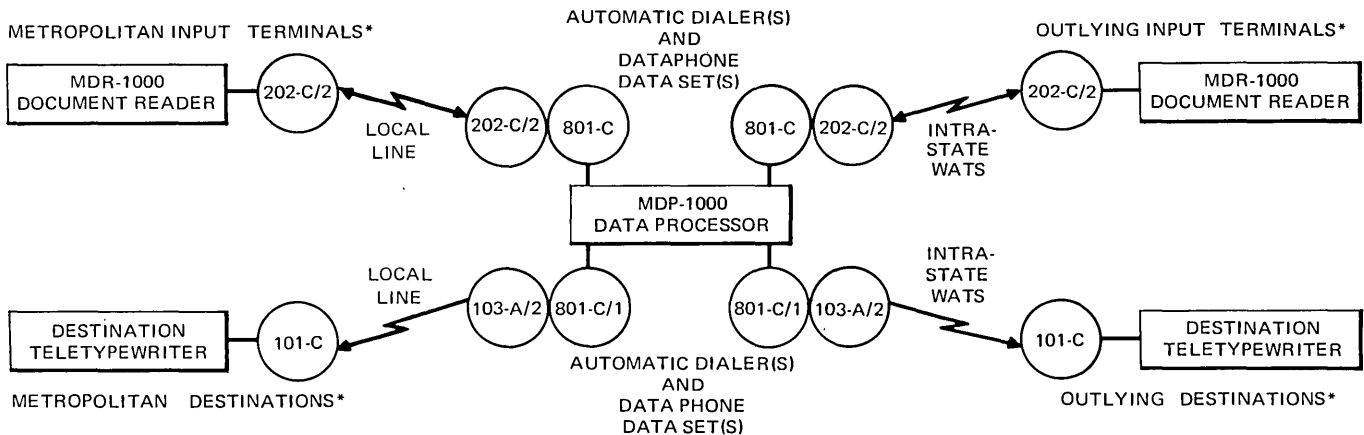 METROPOLITAN INPUT TERMINALS*
MDR-1000
DOCUMENT READER
202-C/2
LOCAL
LINE
202-C/2
801-C
AUTOMATIC DIALER(S)
AND
DATAPHONE
DATA SET(S)
801-C
202-C/2
INTRA-
STATE
WATS
OUTLYING INPUT TERMINALS*
202-C/2
MDR-1000
DOCUMENT READER
MDP-1000
DATA PROCESSOR
DESTINATION
TELETYPEWRITER
101-C
METROPOLITAN DESTINATIONS*
LOCAL
LINE
103-A/2
801-C/1
AUTOMATIC DIALER(S)
AND
DATA PHONE
DATA SET(S)
801-C/1
103-A/2
INTRA-
STATE
WATS
101-C
DESTINATION
TELETYPEWRITER
OUTLYING DESTINATIONS*